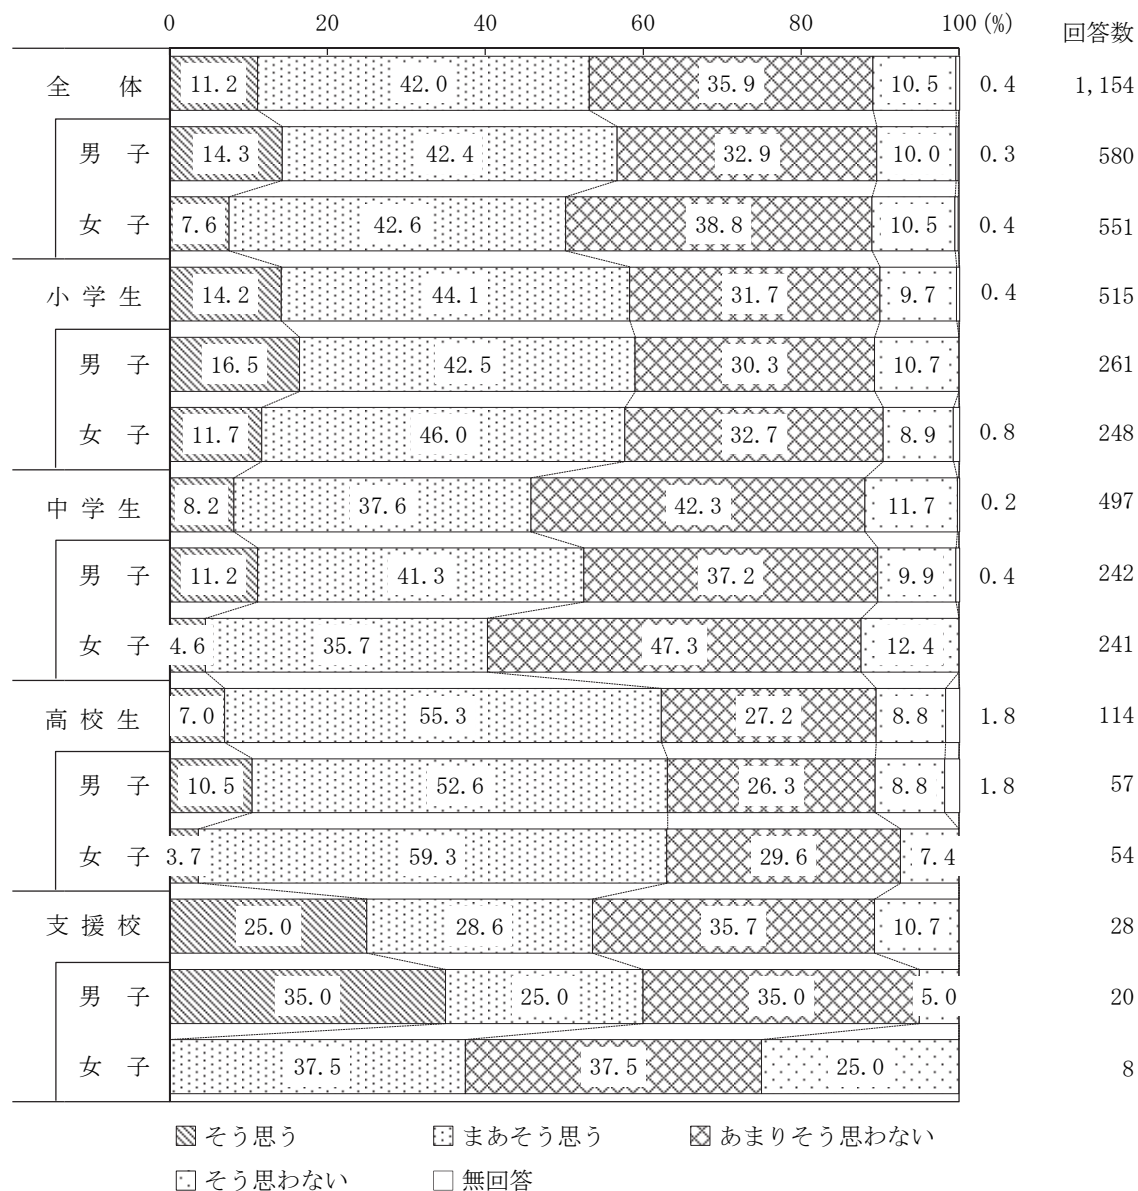 0 20 40 60 80 100 (%) 回答数
全 体 11.2 42.0 35.9 10.5 0.4 1,154
男 子 14.3 42.4 32.9 10.0 0.3 580
女 子 7.6 42.6 38.8 10.5 0.4 551
小学生 14.2 44.1 31.7 9.7 0.4 515
男 子 16.5 42.5 30.3 10.7 261
女 子 11.7 46.0 32.7 8.9 0.8 248
中学生 8.2 37.6 42.3 11.7 0.2 497
男 子 11.2 41.3 37.2 9.9 0.4 242
女 子 4.6 35.7 47.3 12.4 241
高校生 7.0 55.3 27.2 8.8 1.8 114
男 子 10.5 52.6 26.3 8.8 1.8 57
女 子 3.7 59.3 29.6 7.4 54
支援校 25.0 28.6 35.7 10.7 28
男 子 35.0 25.0 35.0 5.0 20
女 子 37.5 37.5 25.0 8
そう思う まあそう思う あまりそう思わない
そう思わない 無回答